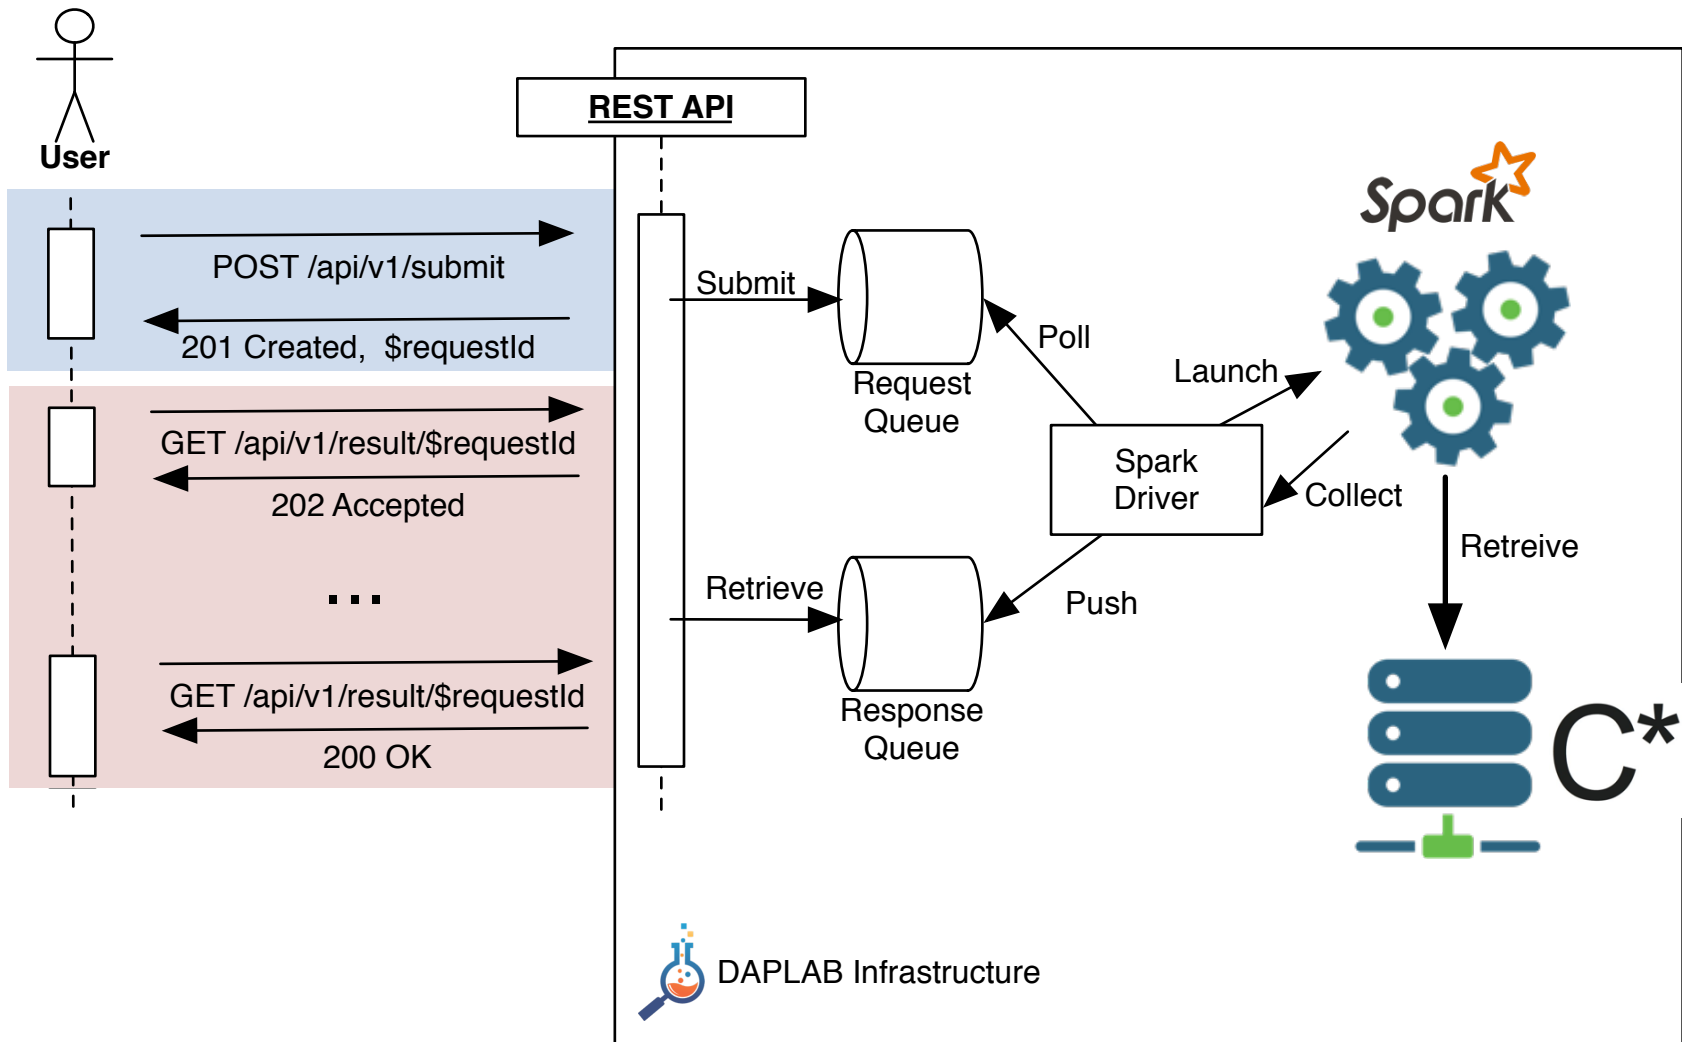 User
REST API
POST /api/v1/submit
201 Created, $requestId
GET /api/v1/result/$requestId
202 Accepted
...
GET /api/v1/result/$requestId
200 OK
Submit
Request
Queue
Retrieve
Response
Queue
Poll
Push
Spark
Driver
Launch
Collect
Spark
Retreive
C*
DAPLAB Infrastructure